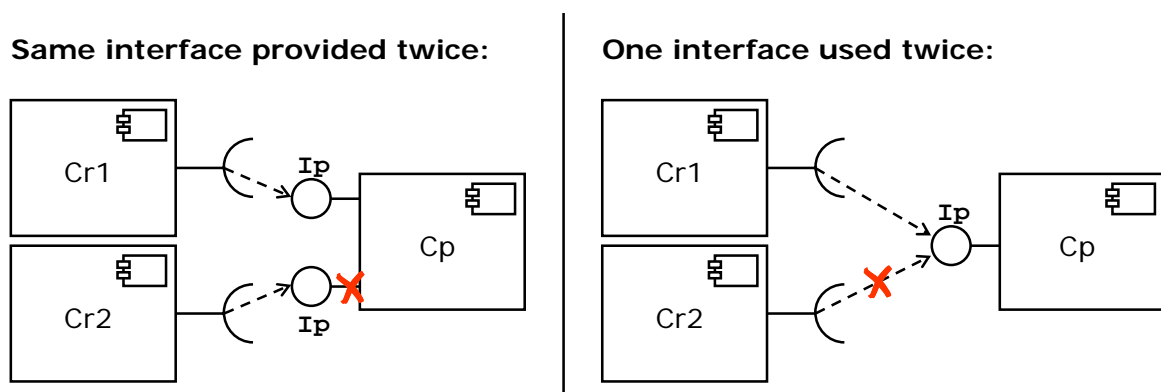 Same interface provided twice:
Cr1
Ip
Cp
Cr2
Ip
One interface used twice:
Cr1
Ip
Cp
Cr2